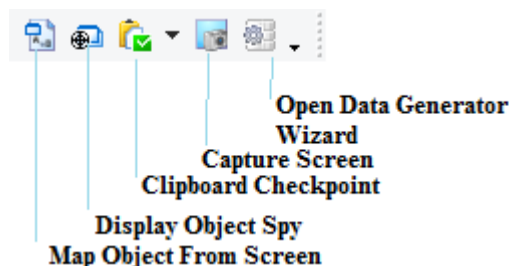 Open Data Generator
Wizard
Capture Screen
Clipboard Checkpoint
Display Object Spy
Map Object From Screen